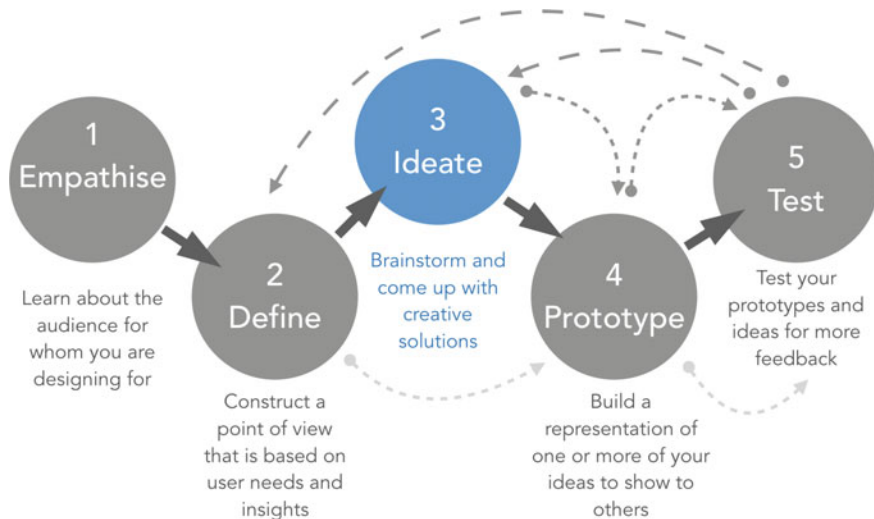 1
Empathise
Learn about the
audience for
whom you are
designing for
2
Define
Construct a
point of view
that is based on
user needs and
insights
3
Ideate
Brainstorm and
come up with
creative
solutions
4
Prototype
Build a
representation of
one or more of your
ideas to show to
others
5
Test
Test your
prototypes and
ideas for more
feedback